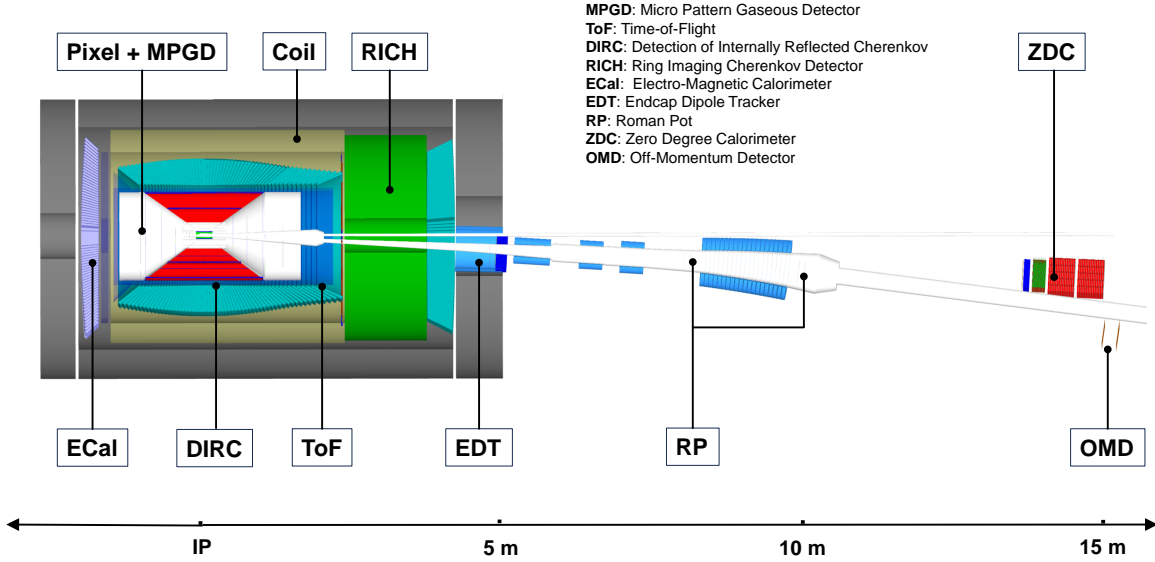 MPGD: Micro Pattern Gaseous Detector
ToF: Time-of-Flight
DIRC: Detection of Internally Reflected Cherenkov
RICH: Ring Imaging Cherenkov Detector
ECal: Electro-Magnetic Calorimeter
EDT: Endcap Dipole Tracker
RP: Roman Pot
ZDC: Zero Degree Calorimeter
OMD: Off-Momentum Detector
Pixel + MPGD
Coil
RICH
ZDC
ECal
DIRC
ToF
EDT
RP
OMD
IP
5 m
10 m
15 m